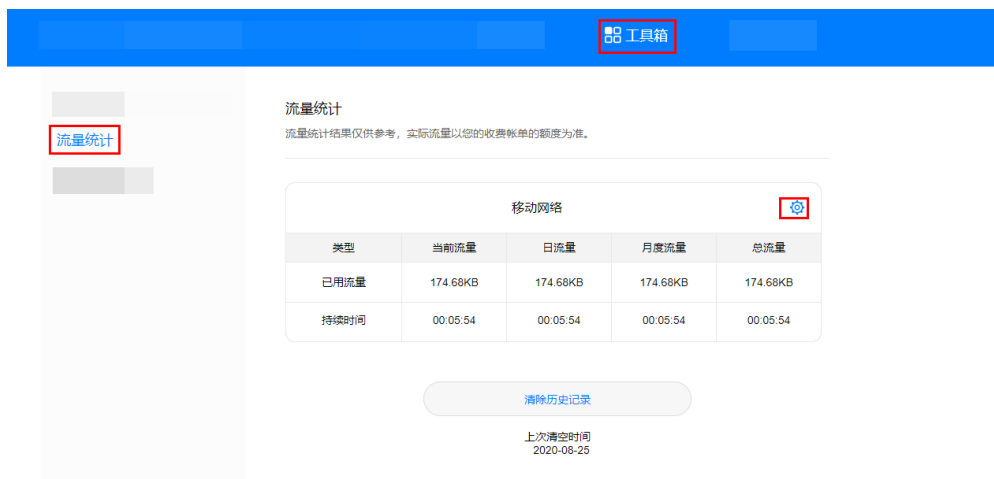 工具箱
流量统计
流量统计
流量统计结果仅供参考，实际流量以您的收费帐单的额度为准。
移动网络
类型 当前流量 日流量 月度流量 总流量
已用流量 174.68KB 174.68KB 174.68KB 174.68KB
持续时间 00:05:54 00:05:54 00:05:54 00:05:54
清除历史记录
上次清空时间
2020-08-25